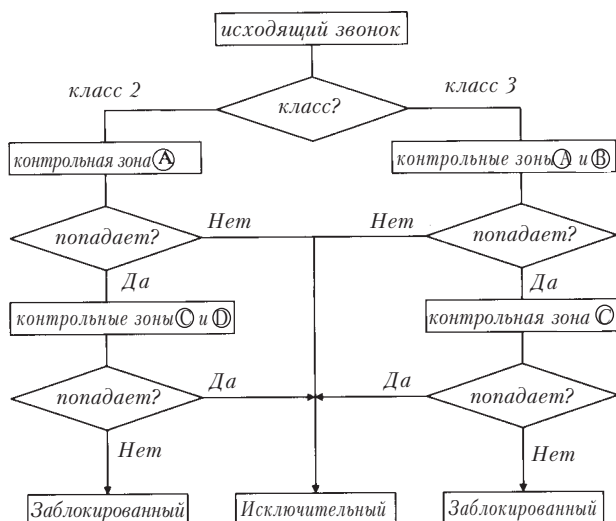 исходящий звонок
класс 2
класс?
класс 3
контрольная зона Ⓐ
контрольные зоны Ⓐ и Ⓑ
попадает?
Нет
Нет
попадает?
Да
Да
контрольные зоны Ⓒ и Ⓓ
контрольная зона Ⓒ
попадает?
Да
Да
попадает?
Нет
Нет
Заблокированный
Исключительный
Заблокированный